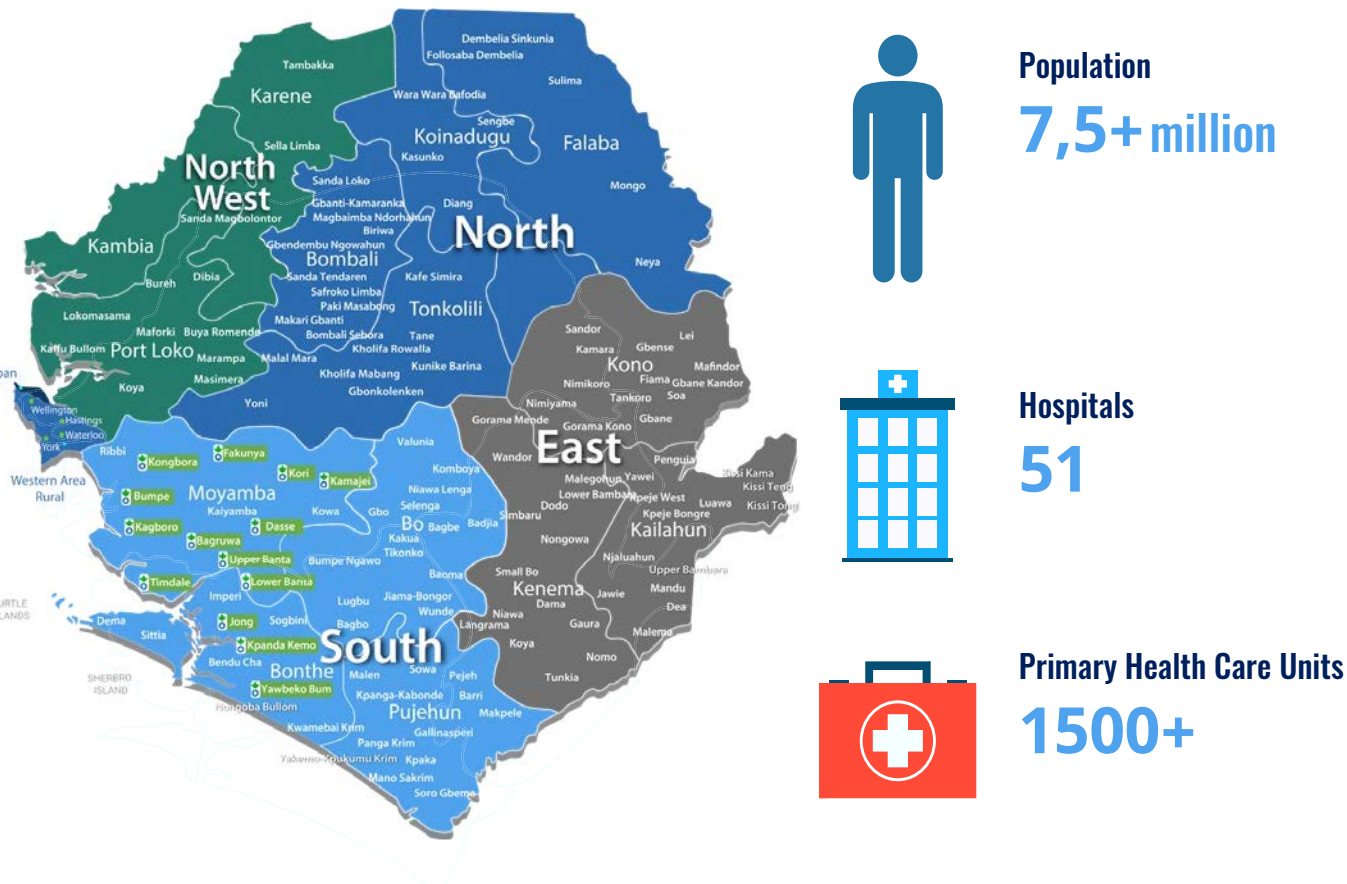 Dembelia Sinkunia
Follosaba Dembelia
Tambakka
Sulima
Karene
Wara Wara Bafodia
Sengbe
Koinadugu
Falaba
Sella Limba
Kasunko
North
West
Sanda Loko
Mongo
Gbanti-Kamaranka
Diang
Sanda Magbolontor
Magbaimba Ndorhahun
Biriwa
North
Kambia
Gbendembu Ngowahun
Bombali
Neya
Dibia
Sanda Tendaren
Kafe Simira
Bureh
Safroko Limba
Paki Masabong
Tonkolili
Lokomasama
Makari Gbanti
Maforki
Buya Romende
Bombali Sebora
Tane
Sandor
Lei
Kaffu Bullom
Port Loko
Marampa
Malal Mara
Kholifa Rowalla
Kamara
Gbense
Kono
Mafindor
Kunike Barina
Koya
Masimera
Kholifa Mabang
Nimikoro
Fiama
Gbane Kandor
Gbonkolenken
Tankoro
Soa
Yoni
Nimiyama
Wellington
Hastings
Waterloo
York
Gorama Mende
Gorama Kono
Gbane
Ribbi
Fakunya
Valunia
East
Kongbora
Wandor
Penguia
Western Area
Rural
Kori
Kamajei
Komboya
Malegohun
Yawei
Kissi Kama
Kissi Teng
Bumpe
Moyamba
Niawa Lenga
Lower Bambara
Kpeje West
Luawa
Kissi Tong
Kaiyamba
Kowa
Gbo
Selenga
Dodo
Kpeje Bongre
Simbaru
Kagboro
Dasse
Bo
Bagbe
Badjia
Kailahun
Bagruwa
Kakua
Tikonko
Nongowa
Upper Banta
Bumpe Ngawo
Njaluahun
Upper Bambara
Timdale
Lower Banta
Baoma
Small Bo
Kenema
Jawie
Mandu
Imperi
Lugbu
Jiama-Bongor
Wunde
Dama
Dea
Dema
Jong
Sogbini
Bagbo
Niawa
Langrama
Gaura
Malema
Sittia
South
Koya
Kpanda Kemo
Nomo
Bendu Cha
Bonthe
Malen
Sowa
Pejeh
Tunkia
SHERBRO
ISLAND
Yawbeko Bum
Kpanga-Kabonde
Barri
Nongoba Bullom
Pujehun
Makpele
Kwamebai Krim
Gallinasperi
Panga Krim
Yakemo-Kpukumu Krim
Kpaka
Mano Sakrim
Soro Gbema
Population
7,5+ million
Hospitals
51
Primary Health Care Units
1500+